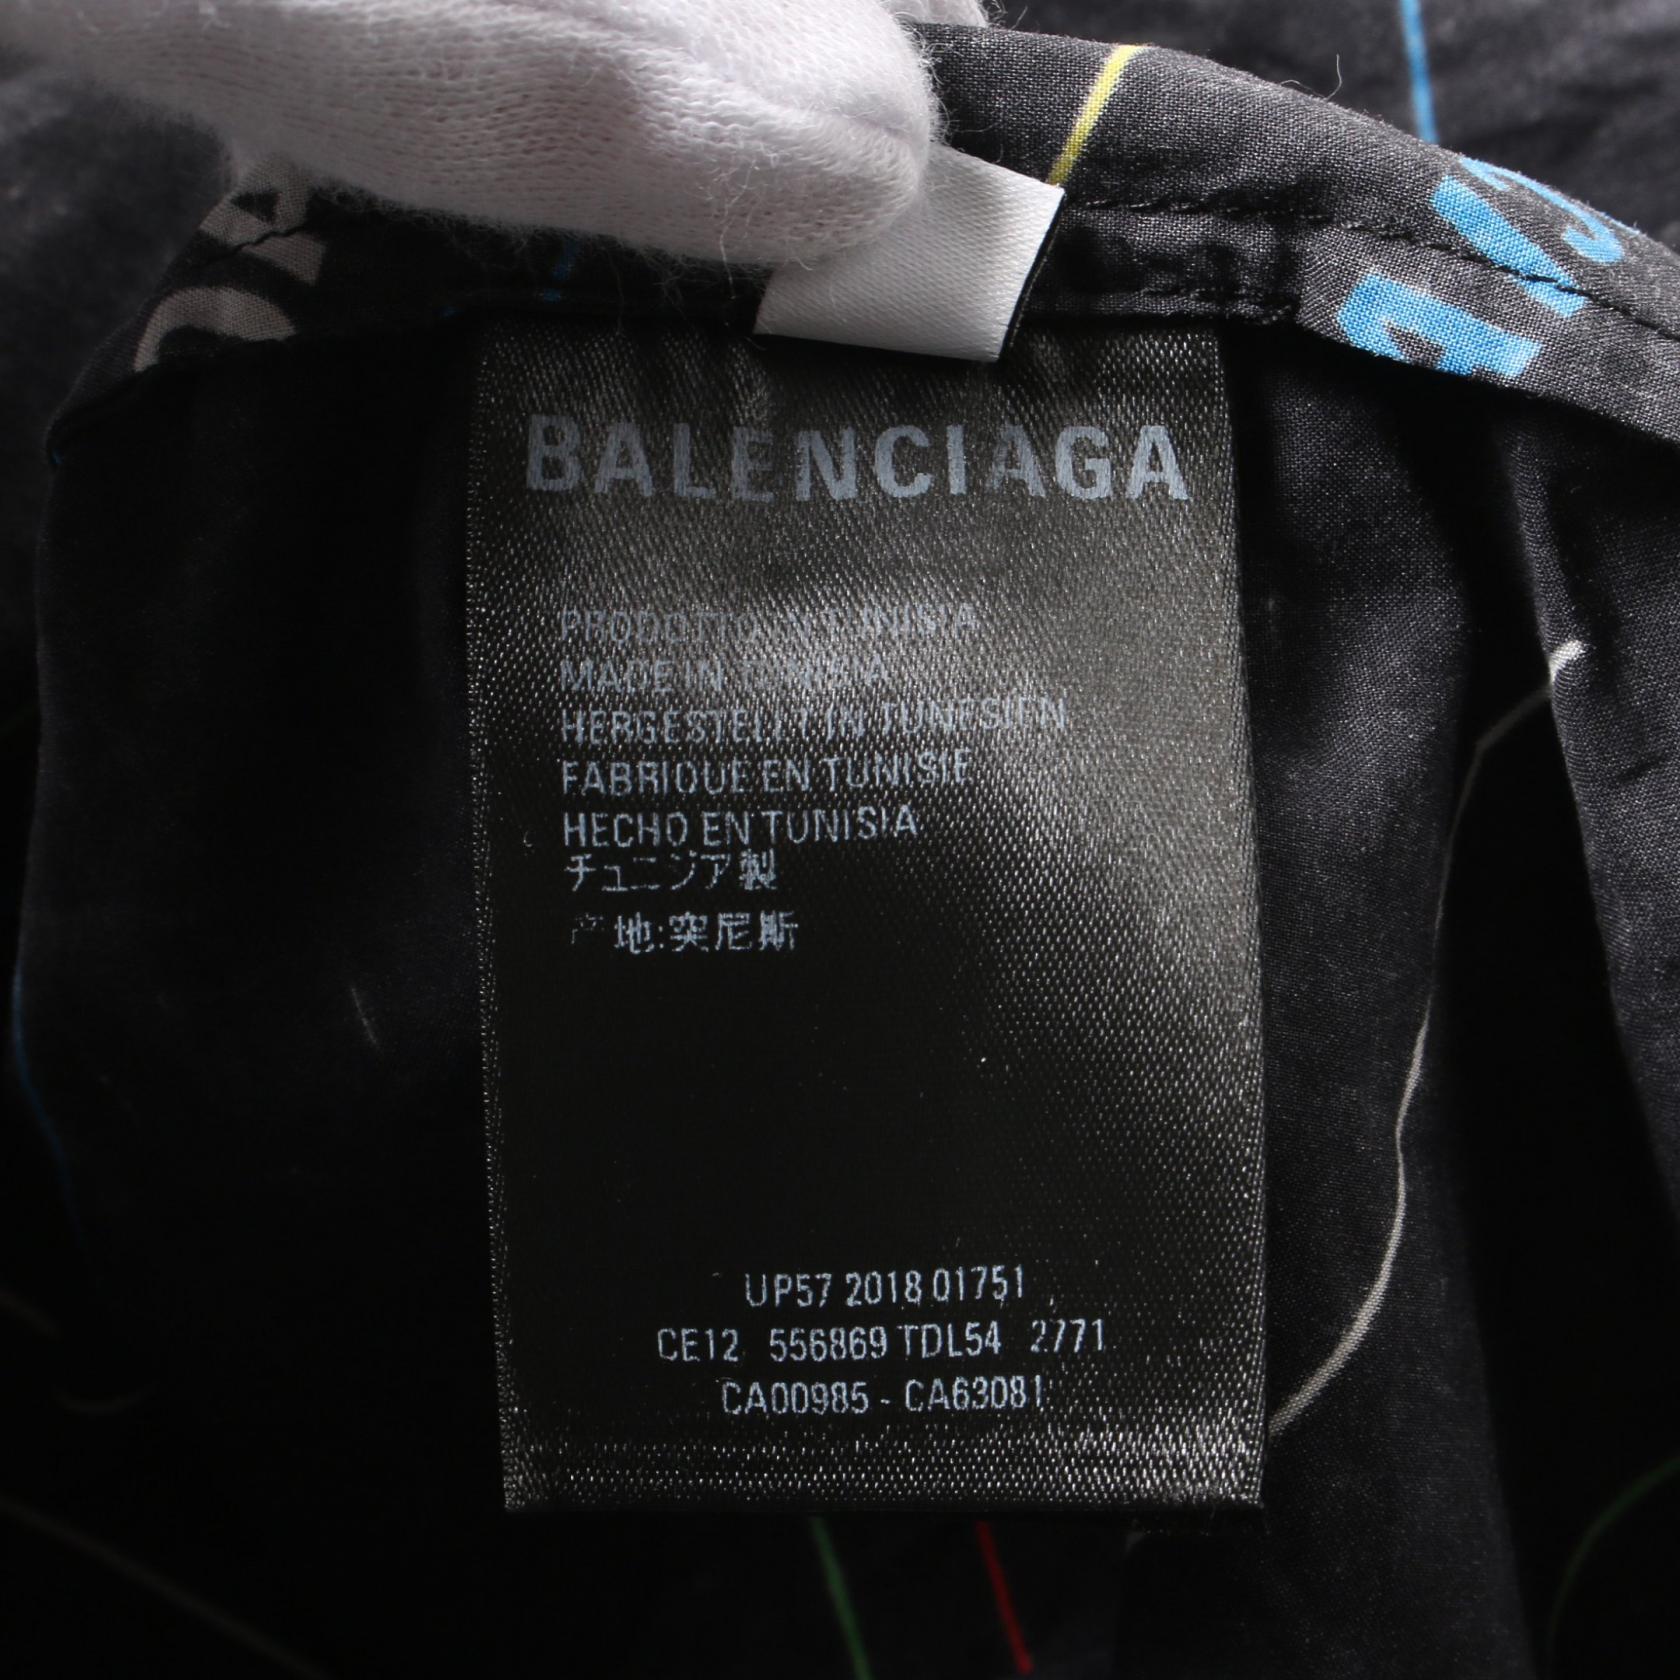 BALENCIAGA
PRODOTTO IN TUNISIA
MADE IN TUNISIA
HERGESTELLT IN TUNESIEN
FABRIQUE EN TUNISIE
HECHO EN TUNISIA
チュニジア製
产地:突尼斯
UP57 2018 01751
CE12 556869 TDL54 2771
CA00985 - CA63081